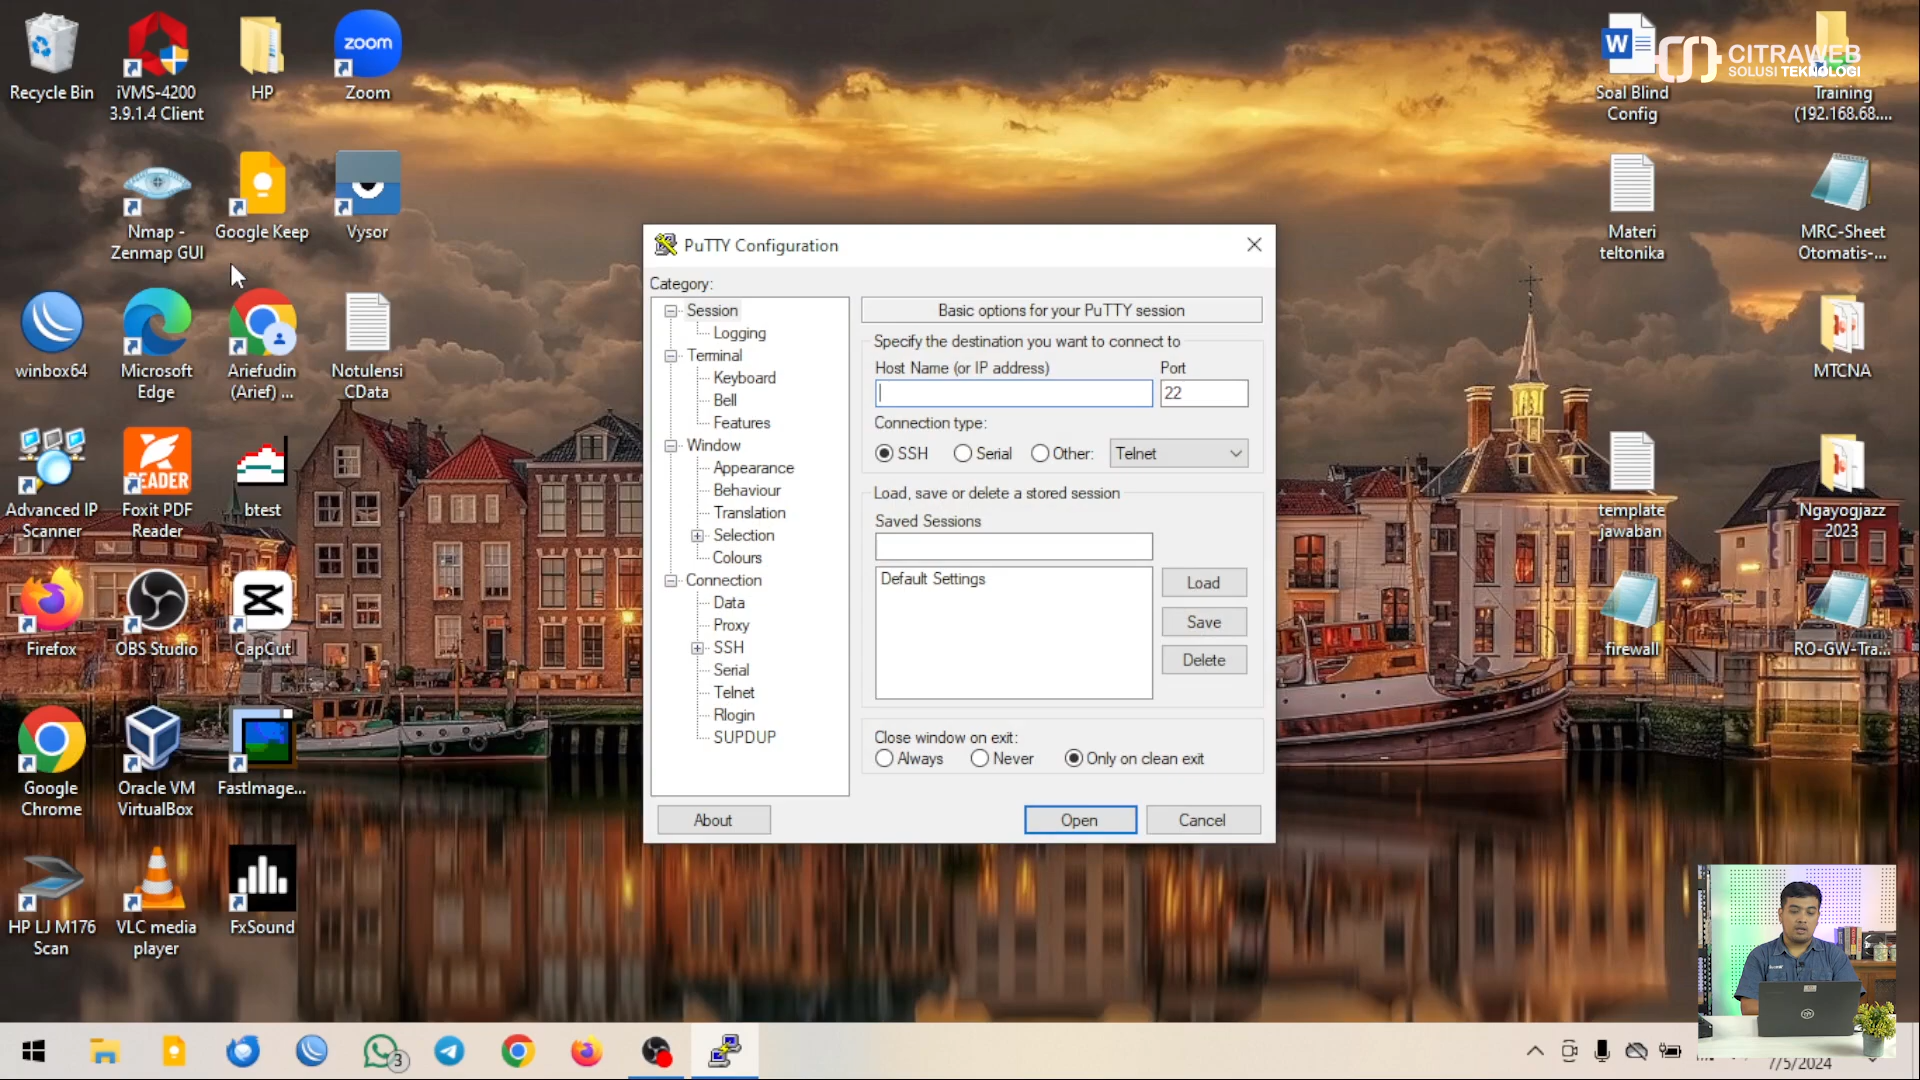 Recycle Bin
iVMS-4200
3.9.1.4 Client
HP
zoom
Zoom
W
Soal Blind
Config
CITRAWEB
SOLUSI TEKNOLOGI
Training
(192.168.68....
Nmap -
Zenmap GUI
Google Keep
Vysor
Materi
teltonika
MRC-Sheet
Otomatis-...
winbox64
Microsoft
Edge
Ariefudin
(Arief) ...
Notulensi
CData
MTCNA
Advanced IP
Scanner
READER
Foxit PDF
Reader
btest
template
jawaban
Ngayogjazz
2023
Firefox
OBS Studio
CapCut
firewall
RO-GW-Tra...
Google
Chrome
Oracle VM
VirtualBox
FastImage...
HP LJ M176
Scan
VLC media
player
FxSound
PuTTY Configuration
Category:
Session
Logging
Terminal
Keyboard
Bell
Features
Window
Appearance
Behaviour
Translation
Selection
Colours
Connection
Data
Proxy
SSH
Serial
Telnet
Rlogin
SUPDUP
Basic options for your PuTTY session
Specify the destination you want to connect to
Host Name (or IP address)
Port
22
Connection type:
SSH
Serial
Other:
Telnet
Load, save or delete a stored session
Saved Sessions
Default Settings
Load
Save
Delete
Close window on exit:
Always
Never
Only on clean exit
About
Open
Cancel
3
7/5/2024